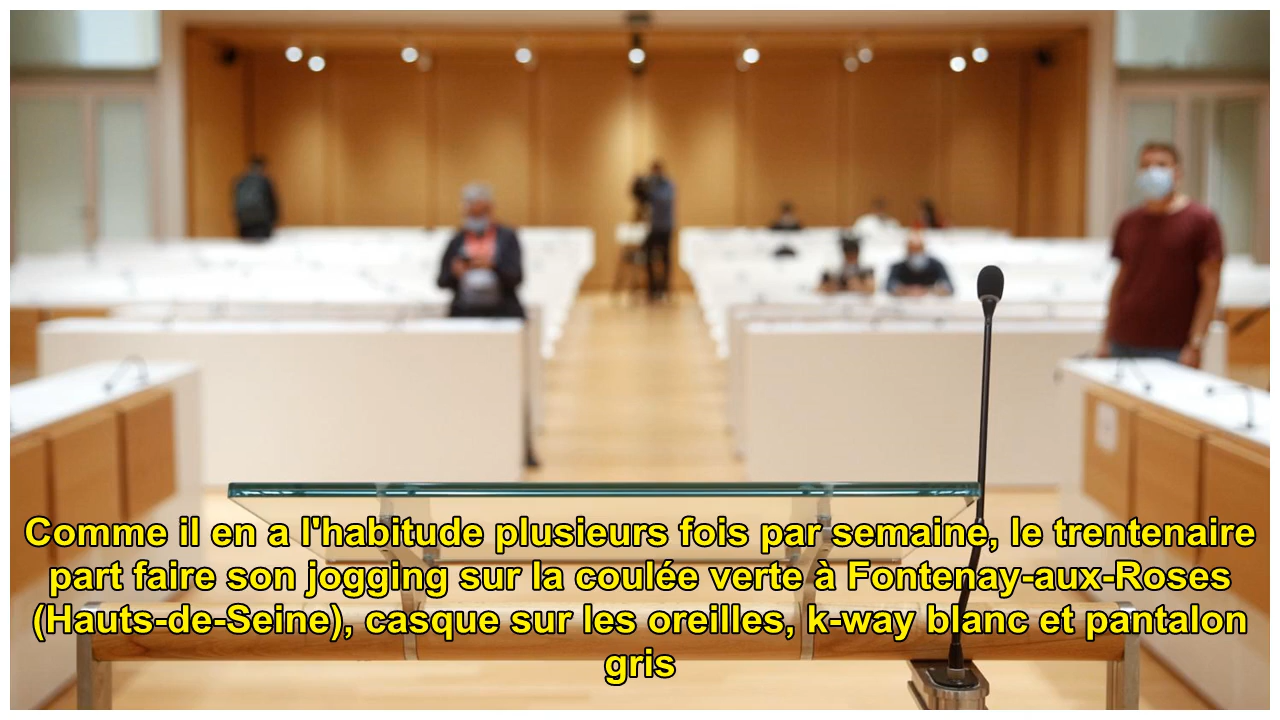 Comme il en a l'habitude plusieurs fois par semaine, le trentenaire
part faire son jogging sur la coulée verte à Fontenay-aux-Roses
(Hauts-de-Seine), casque sur les oreilles, k-way blanc et pantalon
gris